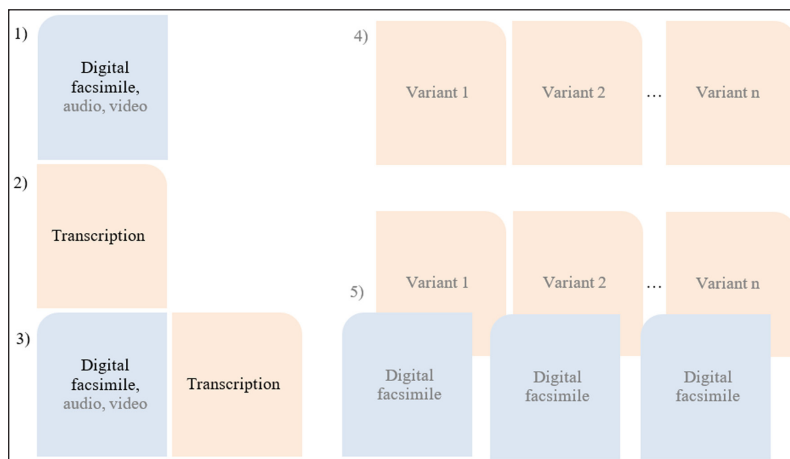 1)
Digital
facsimile,
audio, video
2)
Transcription
3)
Digital
facsimile,
audio, video
Transcription
4)
Variant 1
Variant 2
...
Variant n
5)
Variant 1
Variant 2
...
Variant n
Digital
facsimile
Digital
facsimile
Digital
facsimile